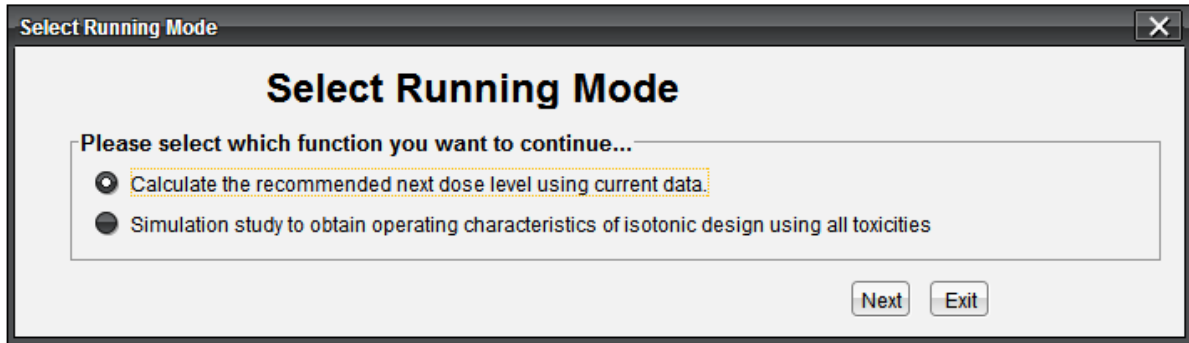 Select Running Mode
Select Running Mode
Please select which function you want to continue...
Calculate the recommended next dose level using current data.
Simulation study to obtain operating characteristics of isotonic design using all toxicities
Next Exit